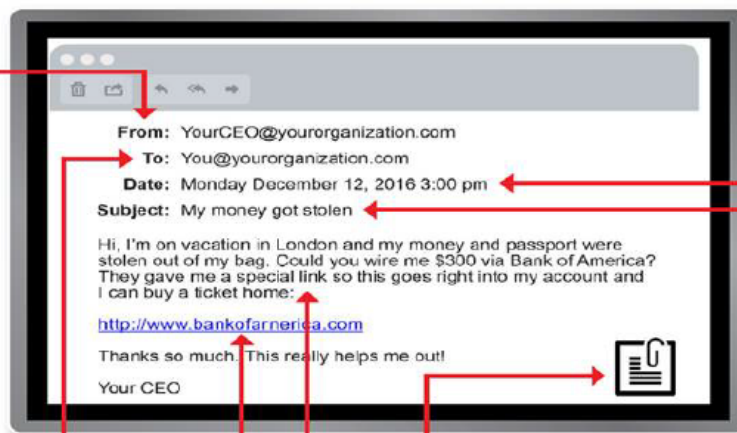 From: YourCEO@yourorganization.com
To: You@yourorganization.com
Date: Monday December 12, 2016 3:00 pm
Subject: My money got stolen
Hi, I'm on vacation in London and my money and passport were
stolen out of my bag. Could you wire me $300 via Bank of America?
They gave me a special link so this goes right into my account and
I can buy a ticket home:
http://www.bankofarnerica.com
Thanks so much. This really helps me out!
Your CEO